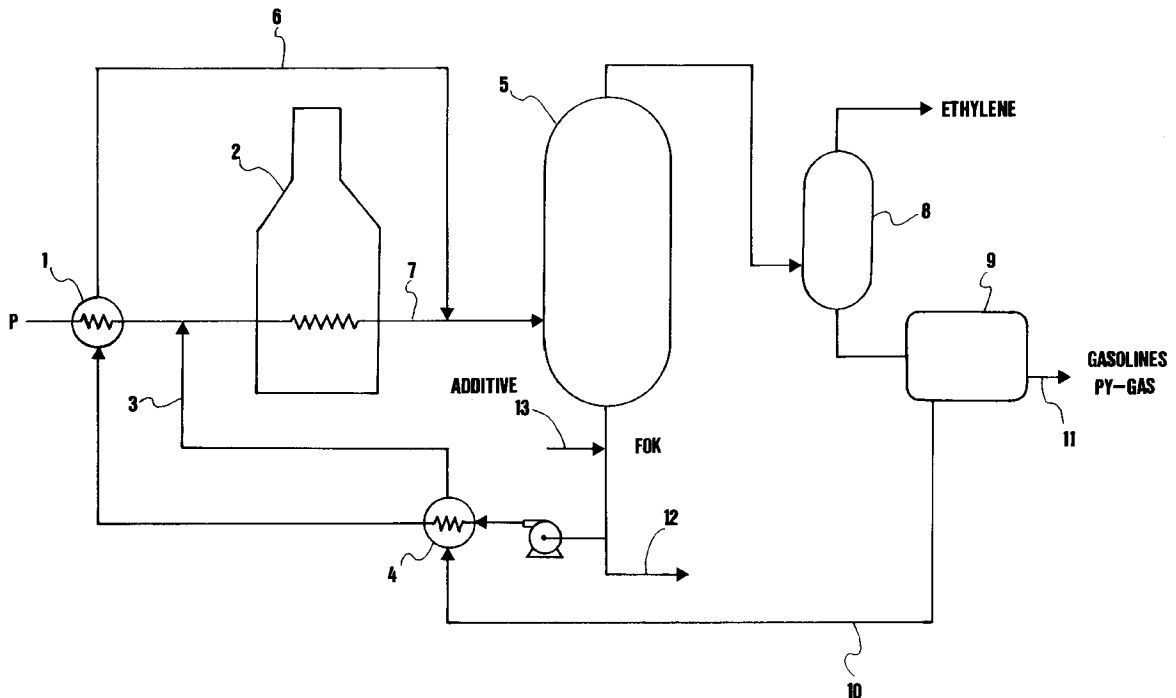 6
5
ETHYLENE
2
8
1
7
9
P
GASOLINES
PY-GAS
ADDITIVE
3
13
11
FOK
12
4
10